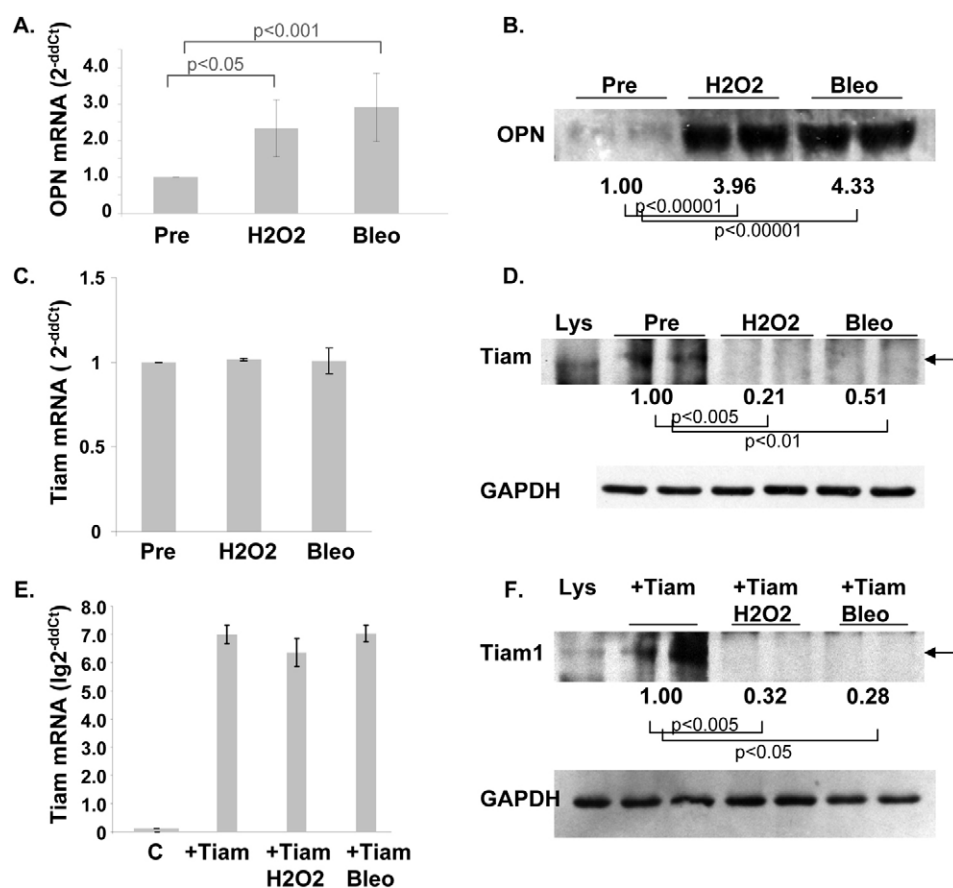 A.
OPN mRNA (2-ddCt)
4.0
3.0
2.0
1.0
0
p<0.001
p<0.05
Pre H2O2 Bleo
B.
Pre H2O2 Bleo
OPN
1.00 3.96 4.33
p<0.00001
p<0.00001
C.
Tiam mRNA ( 2-ddCt)
1.5
1
0.5
0
Pre H2O2 Bleo
D.
Lys Pre H2O2 Bleo
Tiam
1.00 0.21 0.51
p<0.005
p<0.01
GAPDH
E.
Tiam mRNA (lg2-ddCt)
8.0
7.0
6.0
5.0
4.0
3.0
2.0
1.0
0
C +Tiam +Tiam +Tiam
H2O2 Bleo
F.
Lys +Tiam +Tiam +Tiam
H2O2 Bleo
Tiam1
1.00 0.32 0.28
p<0.005
p<0.05
GAPDH